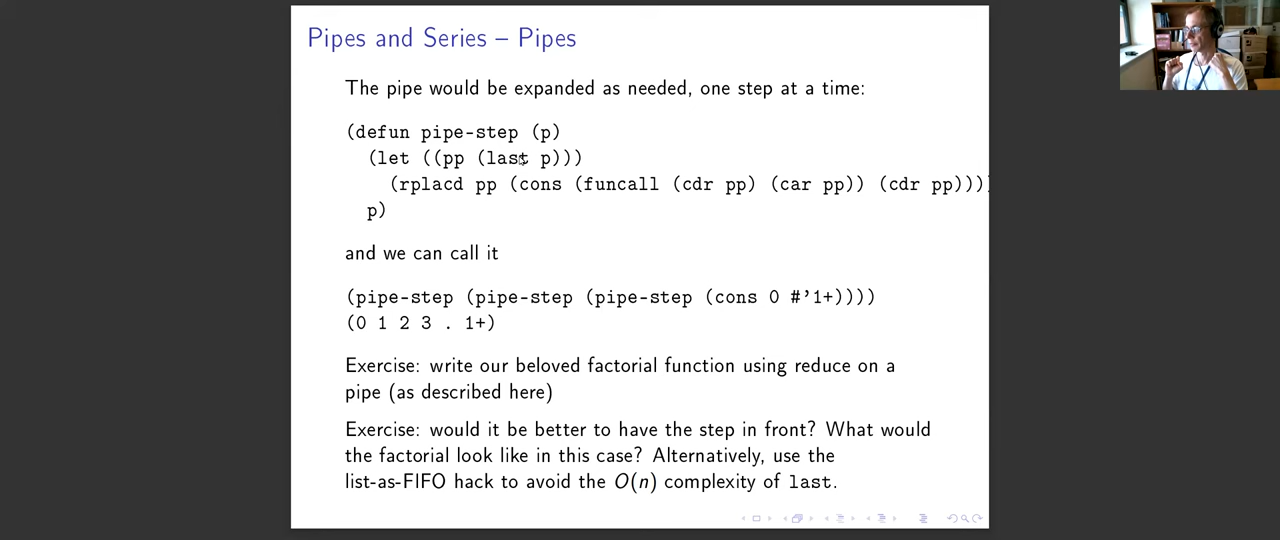 Pipes and Series – Pipes
The pipe would be expanded as needed, one step at a time:
(defun pipe-step (p)
(let ((pp (last p)))
(rplacd pp (cons (funcall (cdr pp) (car pp)) (cdr pp))))
p)
and we can call it
(pipe-step (pipe-step (pipe-step (cons 0 #'1+))))
(0 1 2 3 . 1+)
Exercise: write our beloved factorial function using reduce on a
pipe (as described here)
Exercise: would it be better to have the step in front? What would
the factorial look like in this case? Alternatively, use the
list-as-FIFO hack to avoid the O(n) complexity of last.